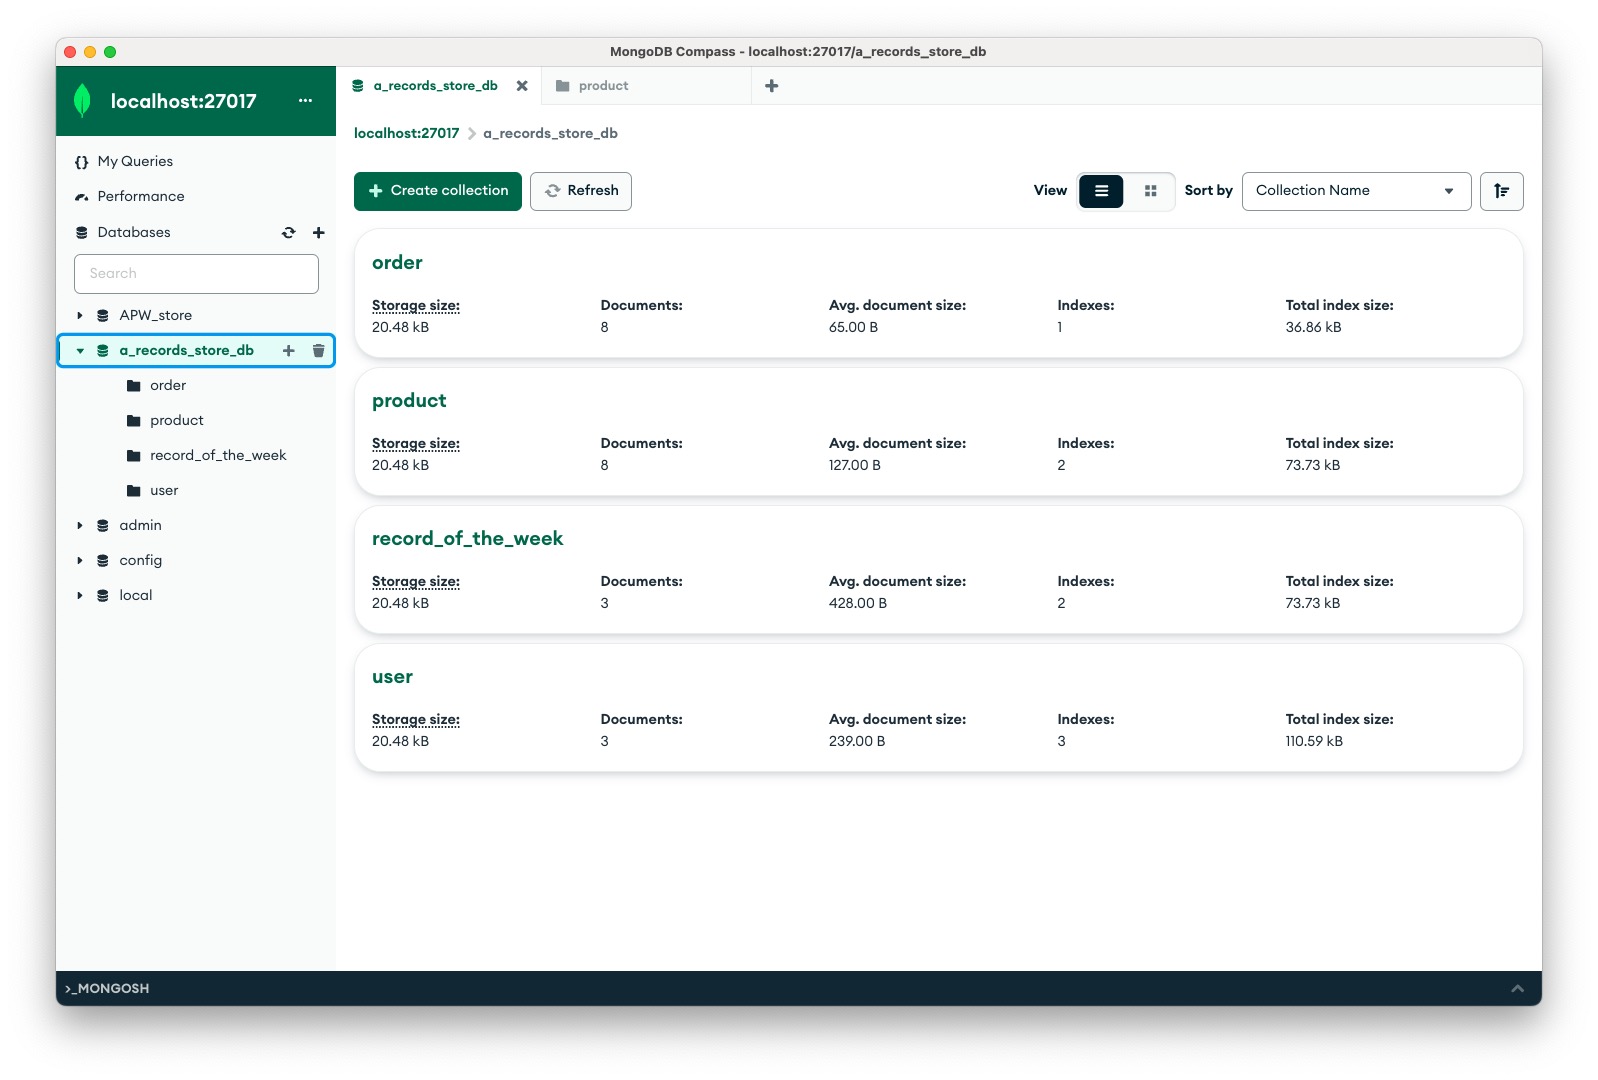 MongoDB Compass - localhost:27017/a_records_store_db
localhost:27017
a_records_store_db
product
localhost:27017 a_records_store_db
My Queries
Performance
Databases
Search
APW_store
a_records_store_db
order
product
record_of_the_week
user
admin
config
local
Create collection
Refresh
View
Sort by
Collection Name
order
Storage size: Documents: Avg. document size: Indexes: Total index size:
20.48 kB 8 65.00 B 1 36.86 kB
product
Storage size: Documents: Avg. document size: Indexes: Total index size:
20.48 kB 8 127.00 B 2 73.73 kB
record_of_the_week
Storage size: Documents: Avg. document size: Indexes: Total index size:
20.48 kB 3 428.00 B 2 73.73 kB
user
Storage size: Documents: Avg. document size: Indexes: Total index size:
20.48 kB 3 239.00 B 3 110.59 kB
>_MONGOSH